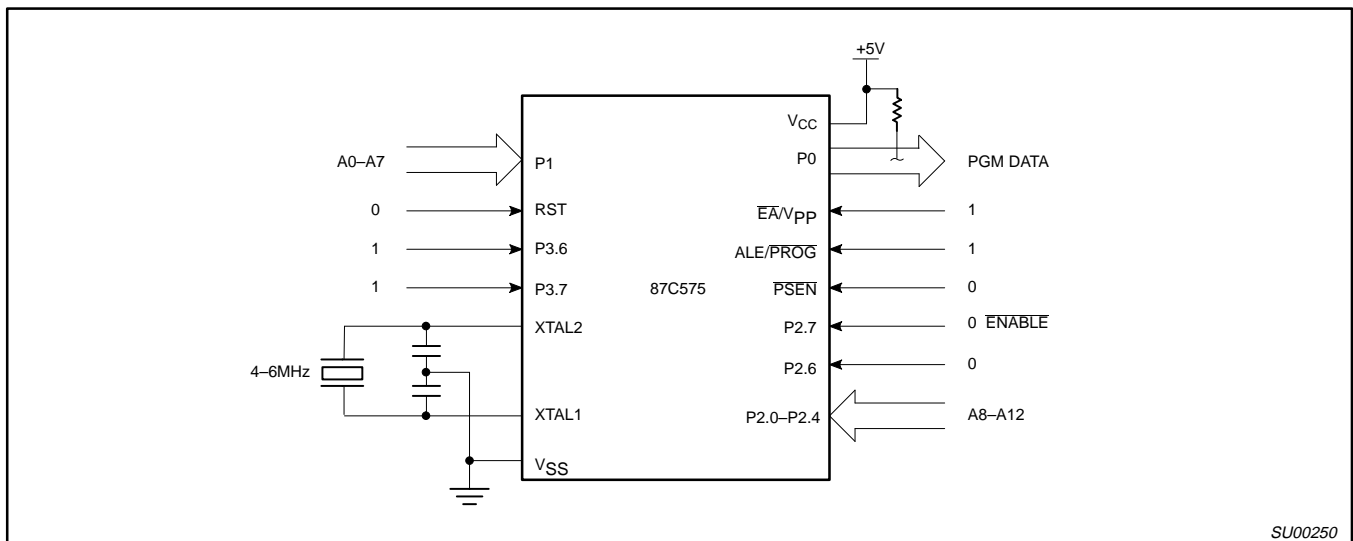 +5V
VCC
A0–A7
P1
P0
PGM DATA
0
RST
EA/VPP
1
1
P3.6
ALE/PROG
1
1
P3.7
87C575
PSEN
0
XTAL2
P2.7
0 ENABLE
4–6MHz
P2.6
0
XTAL1
P2.0–P2.4
A8–A12
VSS
SU00250